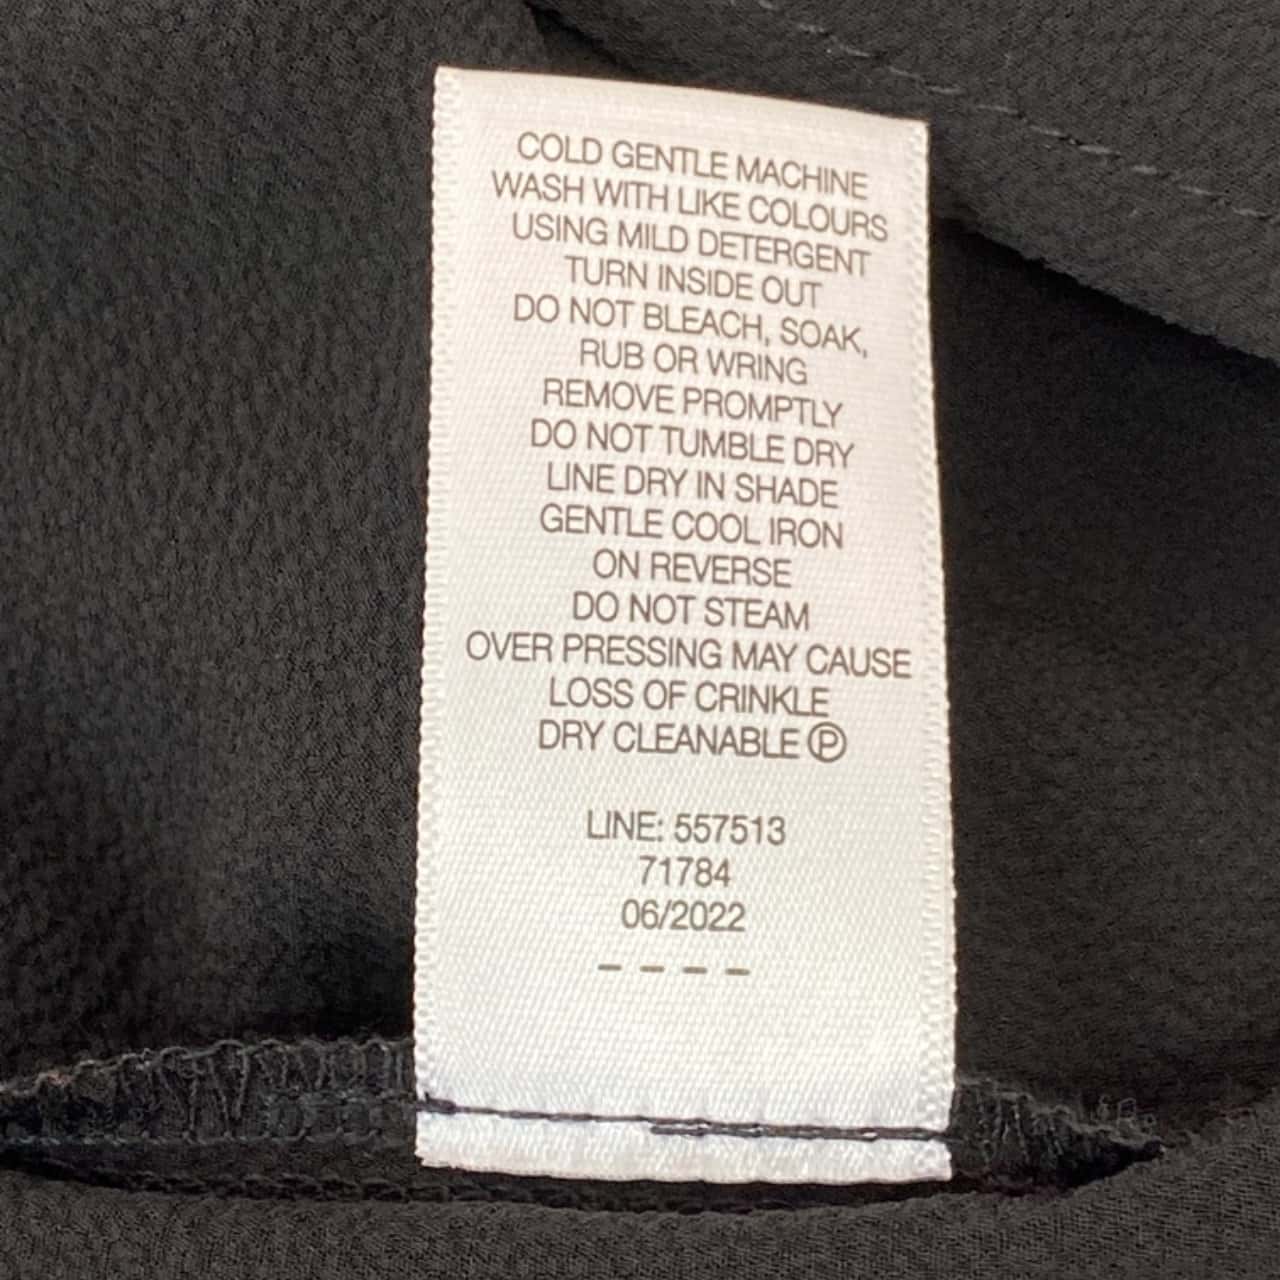 COLD GENTLE MACHINE
WASH WITH LIKE COLOURS
USING MILD DETERGENT
TURN INSIDE OUT
DO NOT BLEACH, SOAK,
RUB OR WRING
REMOVE PROMPTLY
DO NOT TUMBLE DRY
LINE DRY IN SHADE
GENTLE COOL IRON
ON REVERSE
DO NOT STEAM
OVER PRESSING MAY CAUSE
LOSS OF CRINKLE
DRY CLEANABLE Ⓟ
LINE: 557513
71784
06/2022
– – – –